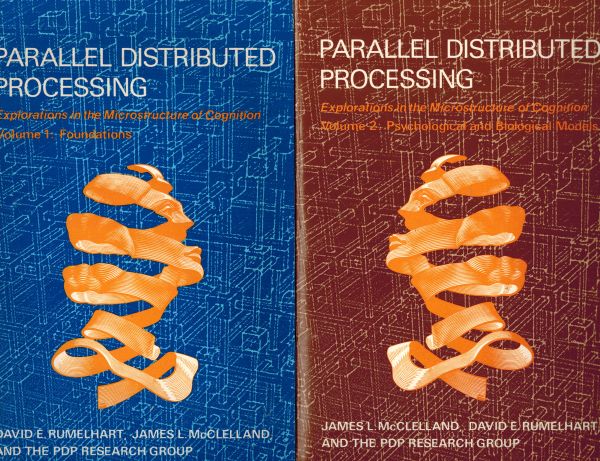 PARALLEL DISTRIBUTED
PROCESSING
Explorations in the Microstructure of Cognition
Volume 1: Foundations
DAVID E. RUMELHART, JAMES L. McCLELLAND,
AND THE PDP RESEARCH GROUP
PARALLEL DISTRIBUTED
PROCESSING
Explorations in the Microstructure of Cognition
Volume 2: Psychological and Biological Models
JAMES L. McCLELLAND, DAVID E. RUMELHART,
AND THE PDP RESEARCH GROUP